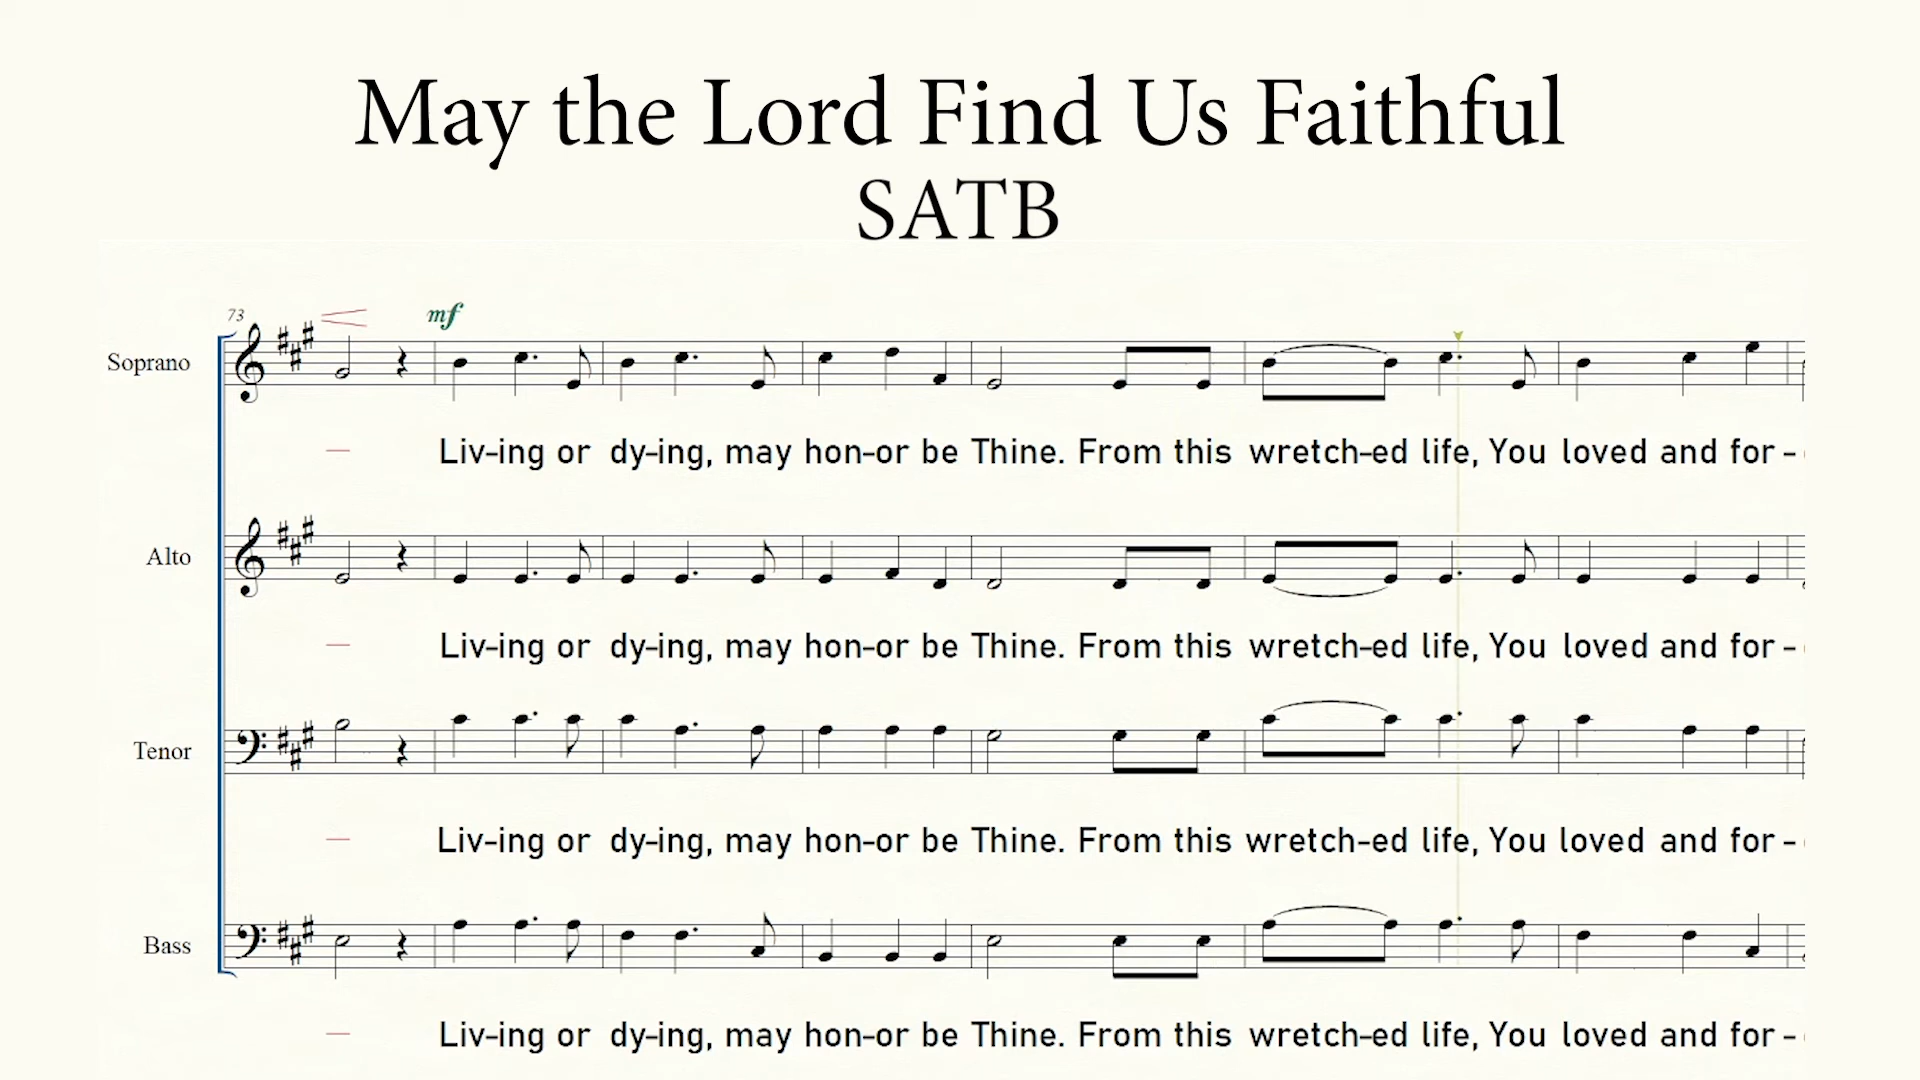 May the Lord Find Us Faithful
SATB
73
mf
Soprano
Liv-ing or dy-ing, may hon-or be Thine. From this wretch-ed life, You loved and for -
Alto
Liv-ing or dy-ing, may hon-or be Thine. From this wretch-ed life, You loved and for -
Tenor
Liv-ing or dy-ing, may hon-or be Thine. From this wretch-ed life, You loved and for -
Bass
Liv-ing or dy-ing, may hon-or be Thine. From this wretch-ed life, You loved and for -